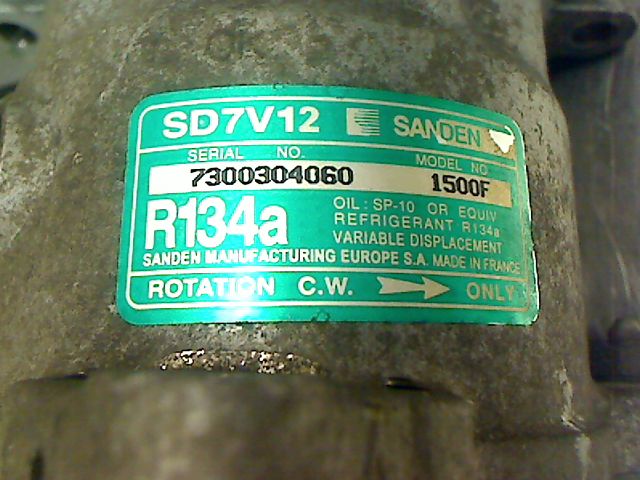 SD7V12 SANDEN
SERIAL NO. MODEL NO.
7300304060 1500F
R134a
OIL: SP-10 OR EQUIV
REFRIGERANT R134a
VARIABLE DISPLACEMENT
SANDEN MANUFACTURING EUROPE S.A. MADE IN FRANCE
ROTATION C.W. ONLY